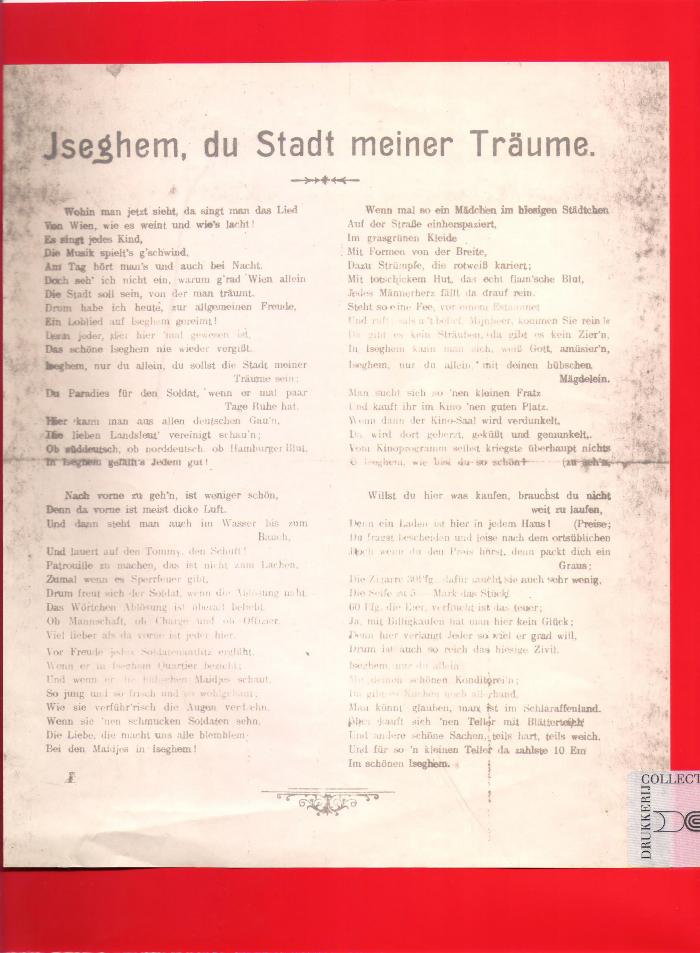 Jseghem, du Stadt meiner Träume.
Wohin man jetzt sieht, da singt man das Lied
Von Wien, wie es weint und wie's lacht!
Es singt jedes Kind,
Die Musik spielt's g'schwind,
Am Tag hört man's und auch bei Nacht.
Doch seh' ich nicht ein, warum g'rad Wien allein
Die Stadt soll sein, von der man träumt.
Drum habe ich heute, zur allgemeinen Freude,
Ein Loblied auf Iseghem gereimt!
Denn jeder, der hier 'mal gewesen ist,
Das schöne Iseghem nie wieder vergißt.
Iseghem, nur du allein, du sollst die Stadt meiner
Träume sein;
Du Paradies für den Soldat, wenn er mal paar
Tage Ruhe hat.
Hier kann man aus allen deutschen Gau'n,
Die lieben Landsleut' vereinigt schau'n;
Ob süddeutsch, ob norddeutsch, ob Hamburger Blut,
In Iseghem gefällt's Jedem gut!
Nach vorne zu geh'n, ist weniger schön,
Denn da vorne ist meist dicke Luft.
Und dann steht man auch im Wasser bis zum
Bauch,
Und lauert auf den Tommy, den Schuft!
Patrouille zu machen, das ist nicht zum Lachen,
Zumal wenn es Sperrfeuer gibt,
Drum freut sich der Soldat, wenn die Ablösung naht.
Das Wörtchen Ablösung ist überall beliebt.
Ob Mannschaft, ob Charge und ob Offizier,
Viel lieber als da vorne ist jeder hier.
Vor Freude jedes Soldatenantlitz erglüht,
Wenn er in Iseghem Quartier bezieht;
Und wenn er die hübschen Maidjes schaut,
So jung und so frisch und so wohlgebaut;
Wie sie verführ'risch die Augen verdrehn,
Wenn sie 'nen schmucken Soldaten sehn,
Die Liebe, die macht uns alle blemblem
Bei den Maidjes in Iseghem!
Wenn mal so ein Mädchen im hiesigen Städtchen
Auf der Straße einherspaziert,
Im grasgrünen Kleide
Mit Formen von der Breite,
Dazu Strümpfe, die rotweiß kariert;
Mit totschickem Hut, das echt fläm'sche Blut,
Jedes Männerherz fällt da drauf rein.
Steht so eine Fee, vor einem Estaminet
Und ruft: Mijnheer, kommen Sie rein
Da gibt es kein Sträuben, da gibt es kein Zier'n,
In Iseghem kann man sich, weiß Gott, amüsier'n,
Iseghem, nur du allein, mit deinen hübschen
Mägdelein.
Man sucht sich so 'nen kleinen Fratz
Und kauft ihr im Kino 'nen guten Platz.
Wenn dann der Kino-Saal wird verdunkelt,
Da wird dort geherzt, geküßt und gemunkelt,
Vom Kinoprogramm selbst kriegste überhaupt nichts
O Iseghem, wie bist du so schön! (zu seh'n,
Willst du hier was kaufen, brauchst du nicht
weit zu laufen,
Denn ein Laden ist hier in jedem Haus! (Preise;
Du fragst bescheiden und leise nach dem ortsüblichen
Doch wenn du den Preis hörst, denn packt dich ein
Graus;
Die Zigarre 30 Pfg., dafür raucht sie auch sehr wenig,
Die Seife ist 5.— Mark das Stück!
60 Pfg. die Eier, verflucht ist das teuer;
Ja, mit Billigkaufen hat man hier kein Glück;
Denn hier verlangt Jeder so viel er grad will,
Drum ist auch so reich das hiesige Zivil.
Iseghem, nur du allein
Mit deinen schönen Konditorei'n;
Da gibt es Kuchen noch allerhand,
Man könnt' glauben, man ist im Schlaraffenland.
Aber kauft sich 'nen Teller mit Blätterteich
Und andere schöne Sachen, teils hart, teils weich,
Und für so 'n kleinen Teller da zahlste 10 Em
Im schönen Iseghem.
DRUKKERIJ
COLLECT